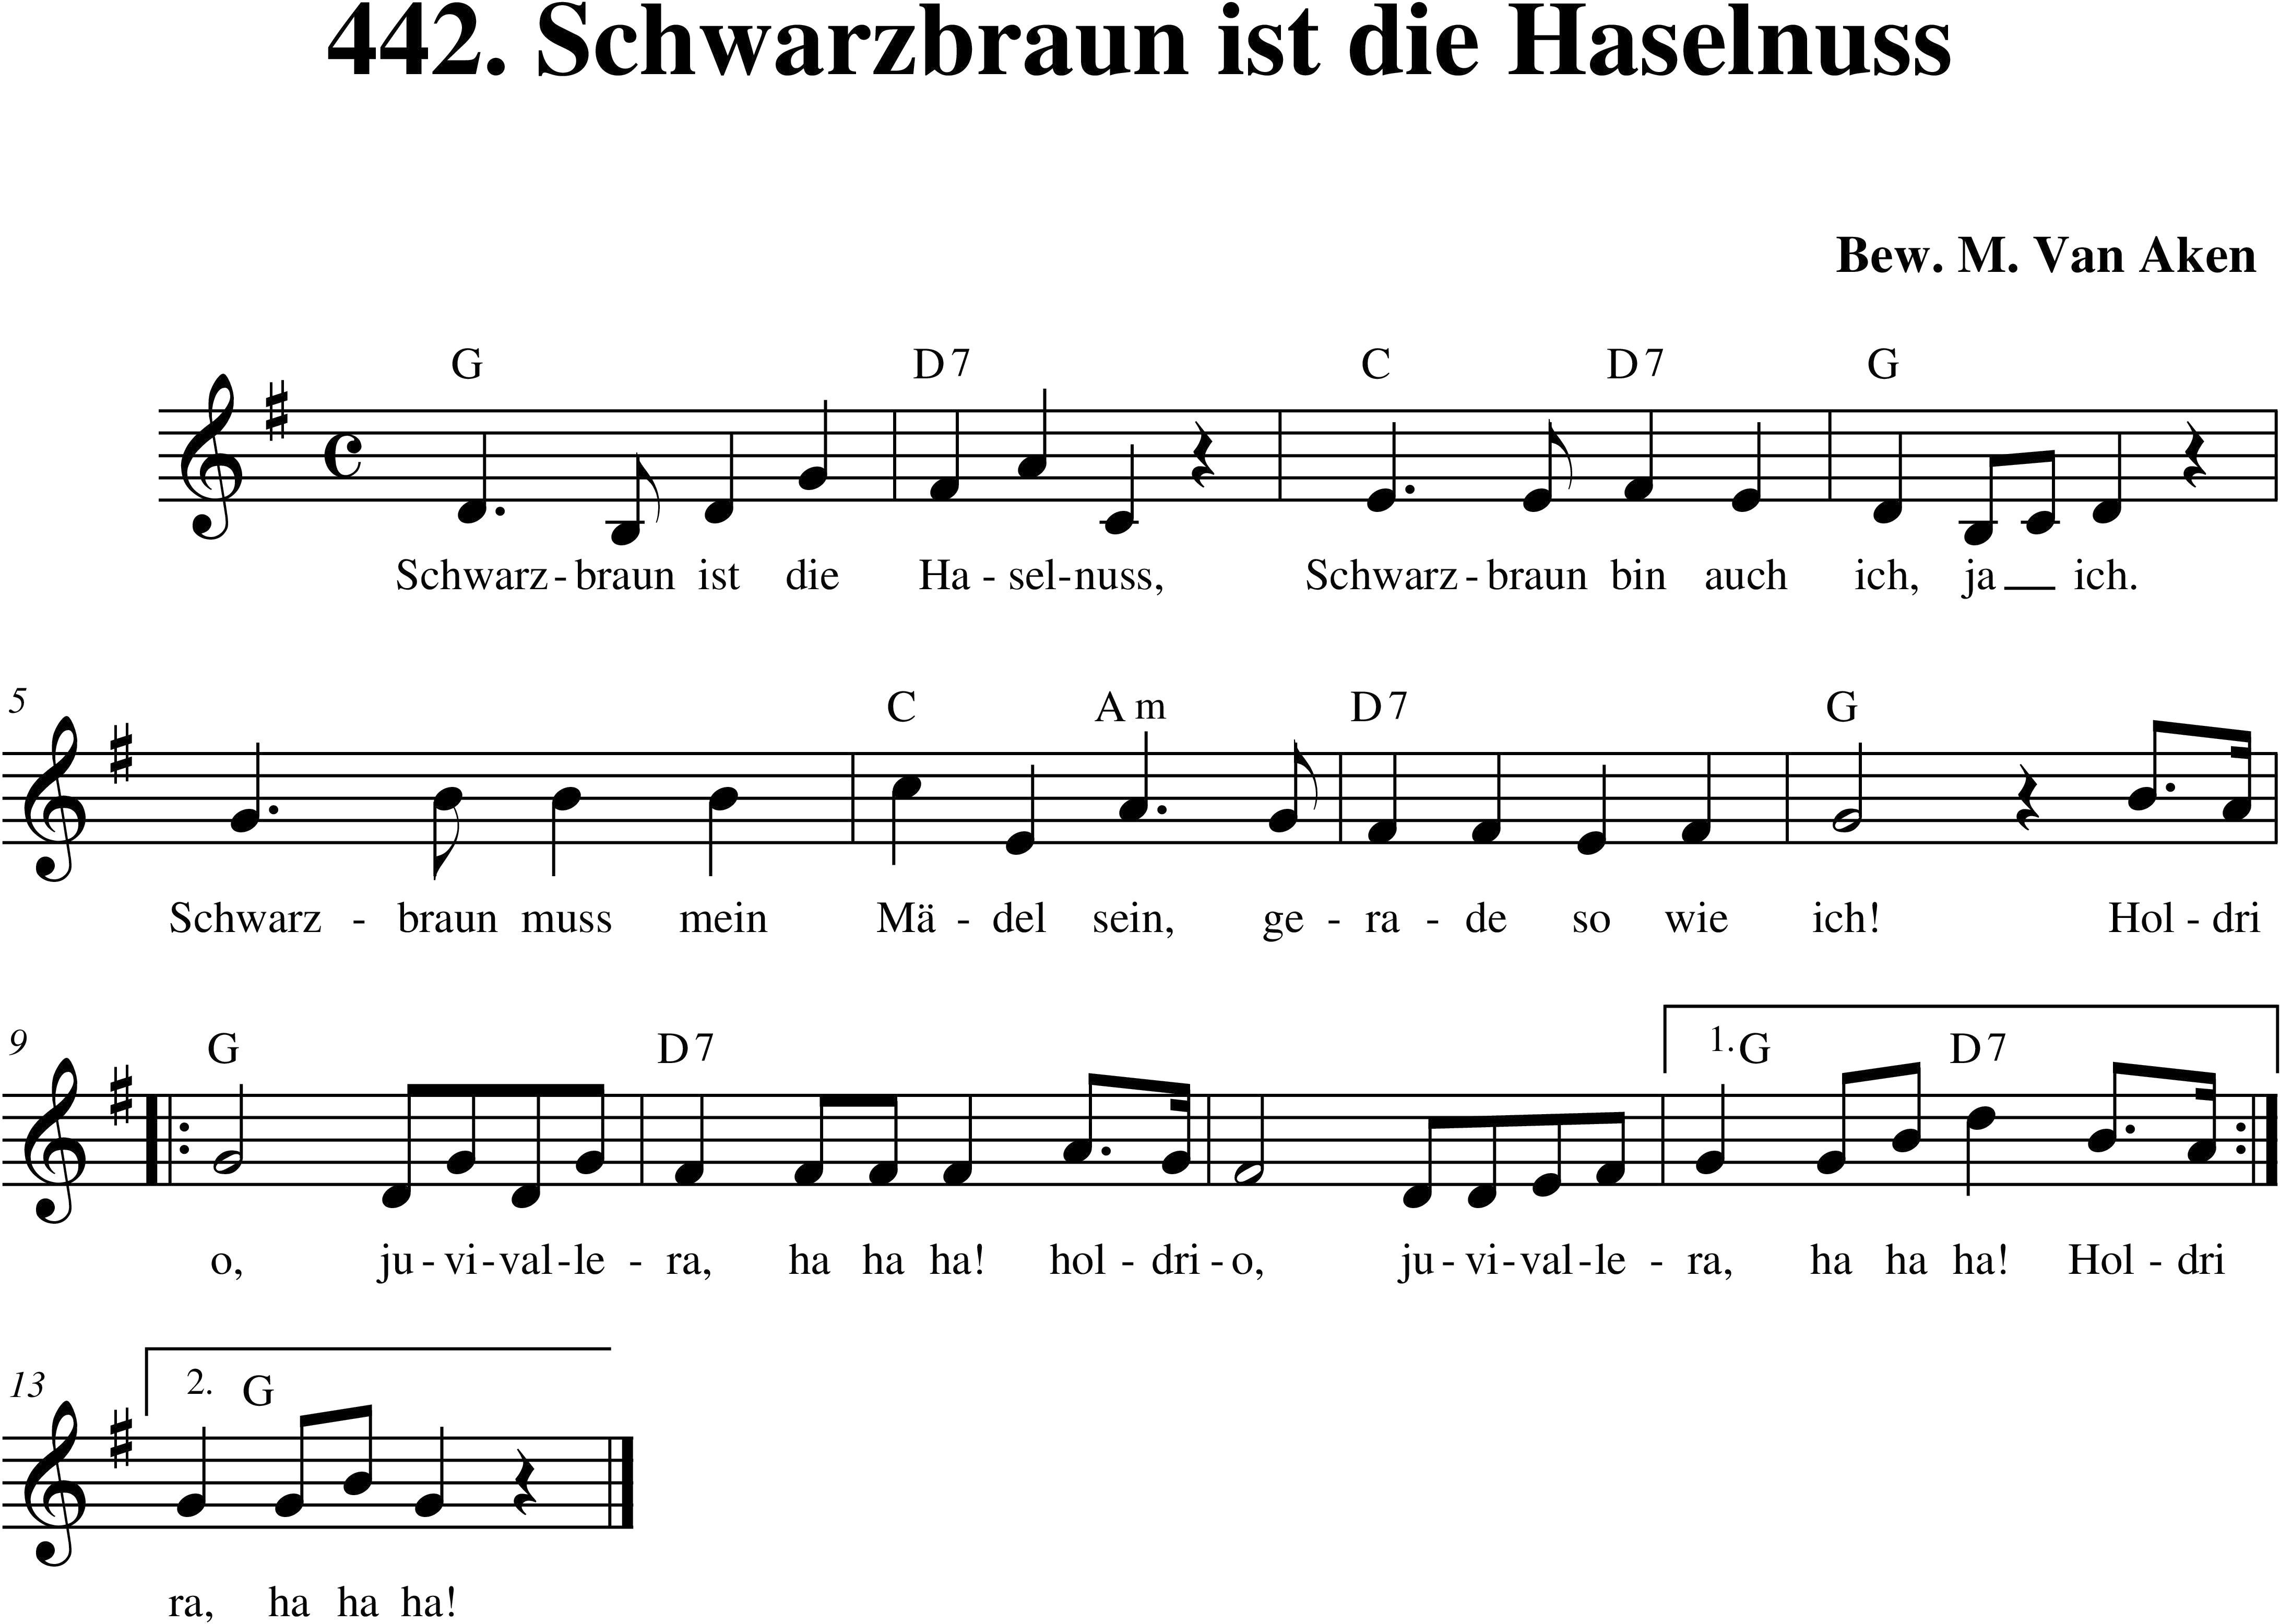 442. Schwarzbraun ist die Haselnuss
Bew. M. Van Aken
G D7 C D7 G
Schwarz - braun ist die Ha - sel - nuss, Schwarz - braun bin auch ich, ja __ ich.
5
C Am D7 G
Schwarz - braun muss mein Mä - del sein, ge - ra - de so wie ich! Hol - dri
9
G D7 1. G D7
o, ju - vi - val - le - ra, ha ha ha! hol - dri - o, ju - vi - val - le - ra, ha ha ha! Hol - dri
13
2. G
ra, ha ha ha!